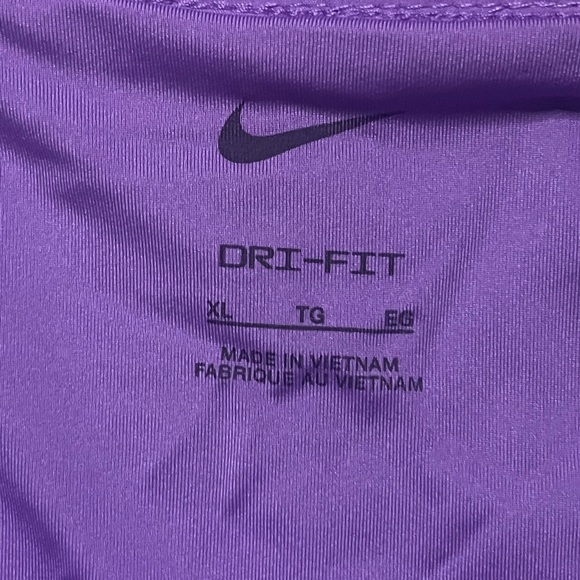 DRI-FIT
XL TG EG
MADE IN VIETNAM
FABRIQUE AU VIETNAM